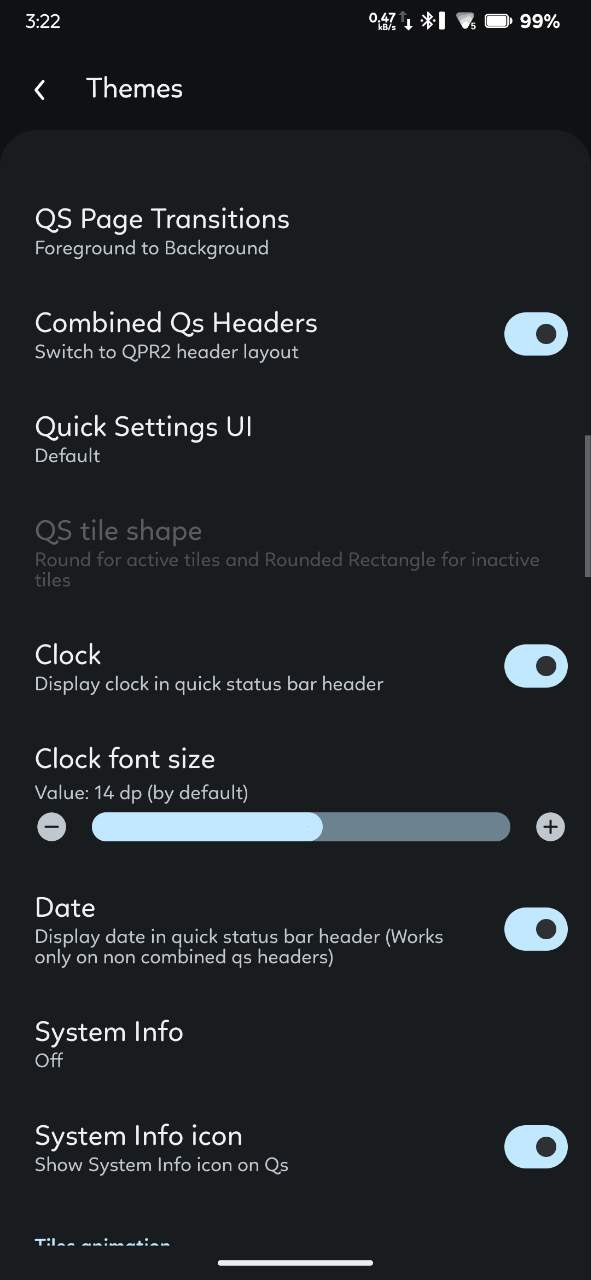 3:22
0.47
kB/s
5
99%
Themes
QS Page Transitions
Foreground to Background
Combined Qs Headers
Switch to QPR2 header layout
Quick Settings UI
Default
QS tile shape
Round for active tiles and Rounded Rectangle for inactive
tiles
Clock
Display clock in quick status bar header
Clock font size
Value: 14 dp (by default)
Date
Display date in quick status bar header (Works
only on non combined qs headers)
System Info
Off
System Info icon
Show System Info icon on Qs
Tiles animation